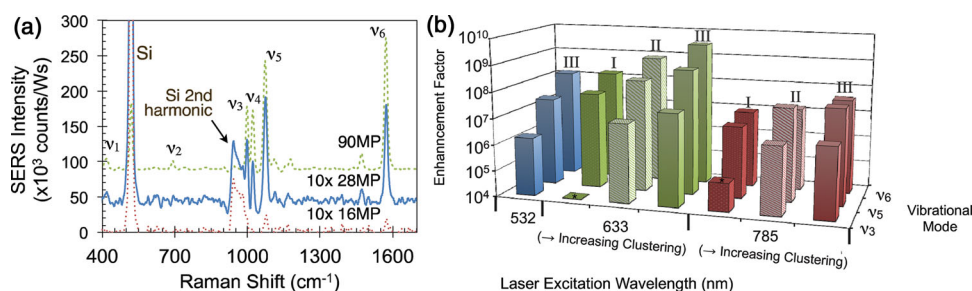 (a)
300
250
200
150
100
50
0
SERS Intensity
(x10³ counts/Ws)
Si
Si 2nd
harmonic
ν₁
ν₂
ν₃
ν₄
ν₅
ν₆
90MP
10x 28MP
10x 16MP
400
700
1000
1300
1600
Raman Shift (cm⁻¹)
(b)
Enhancement Factor
10¹⁰
10⁹
10⁸
10⁷
10⁶
10⁵
10⁴
III
I
II
III
I
II
III
532
633
785
(→ Increasing Clustering)
(→ Increasing Clustering)
Laser Excitation Wavelength (nm)
ν₆
ν₅
ν₃
Vibrational
Mode